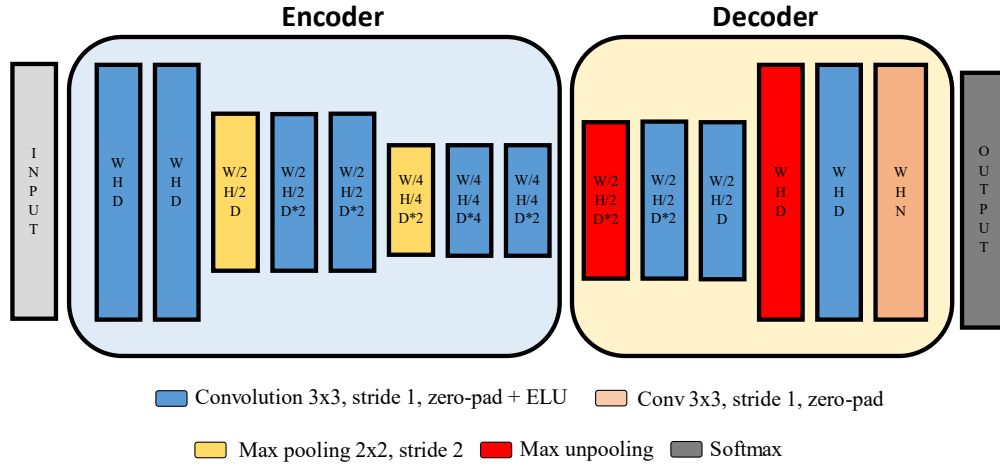 Encoder
Decoder
INPUT
W
H
D
W
H
D
W/2
H/2
D
W/2
H/2
D*2
W/2
H/2
D*2
W/4
H/4
D*2
W/4
H/4
D*4
W/4
H/4
D*2
W/2
H/2
D*2
W/2
H/2
D*2
W/2
H/2
D
W
H
D
W
H
D
W
H
N
OUTPUT
Convolution 3x3, stride 1, zero-pad + ELU
Conv 3x3, stride 1, zero-pad
Max pooling 2x2, stride 2
Max unpooling
Softmax